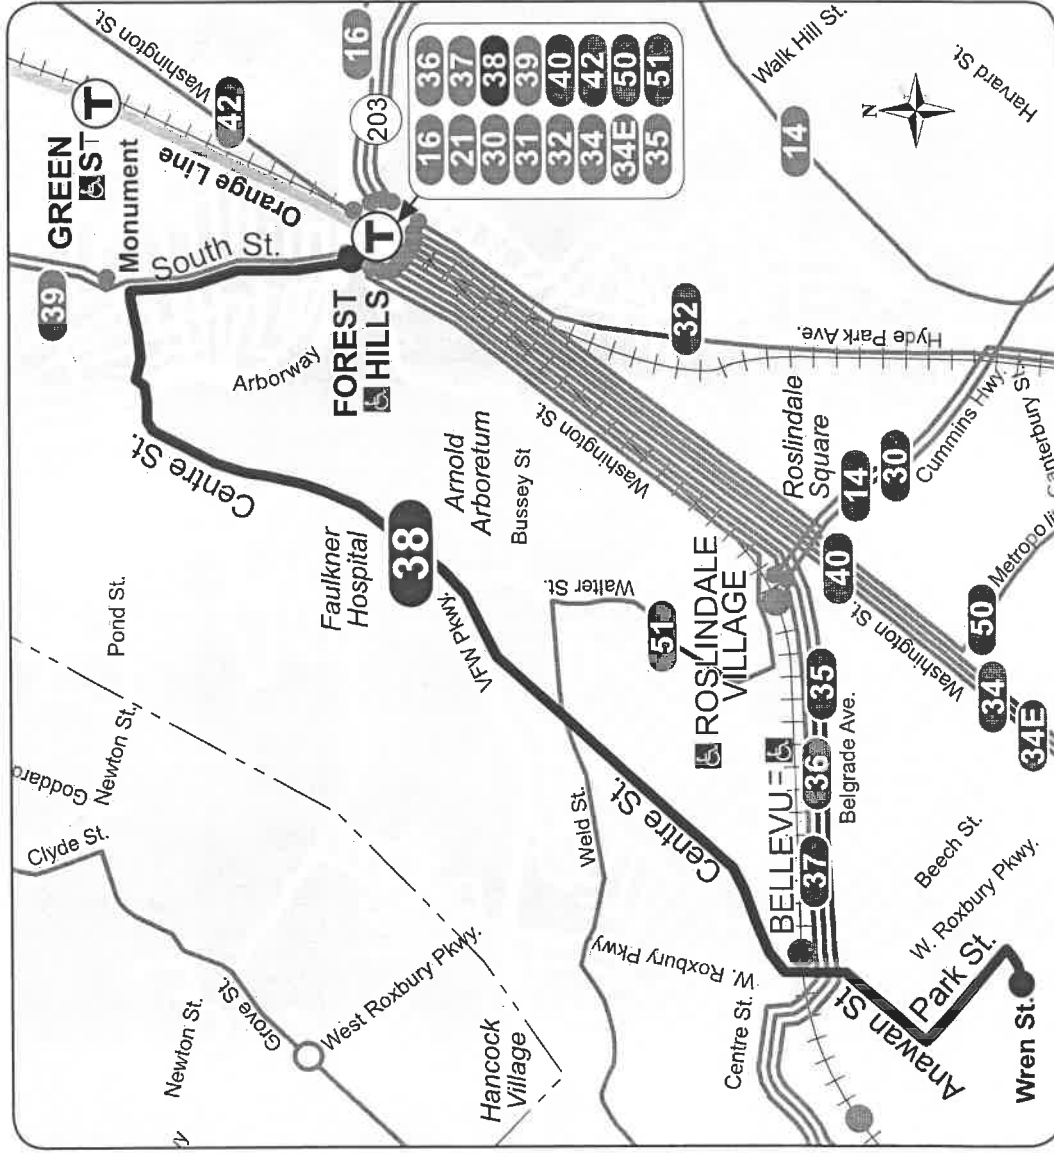 39
GREEN
ST
T
Monument
Washington St.
42
Orange Line
South St.
16
203
16 36
21 37
30 38
31 39
32 40
34 42
34E 50
35 51
Walk Hill St.
Harvard St.
14
N
T
FOREST
HILLS
Arborway
Centre St.
Pond St.
Faulkner
Hospital
38
Arnold
Arboretum
Bussey St
32
Hyde Park Ave.
Washington St.
Roslindale
Square
14
30
Cummins Hwy.
Newton St.
Clyde St.
VFW Pkwy.
Walter St.
51
ROSLINDALE
VILLAGE
40
Washington St.
50
34
34E
Weld St.
Centre St.
BELLEVUE
35
36
37
Belgrade Ave.
Beech St.
W. Roxbury Pkwy.
Grove St.
Newton St.
West Roxbury Pkwy.
Hancock
Village
W. Roxbury Pkwy
Centre St.
Anawan St
Park St.
Wren St.